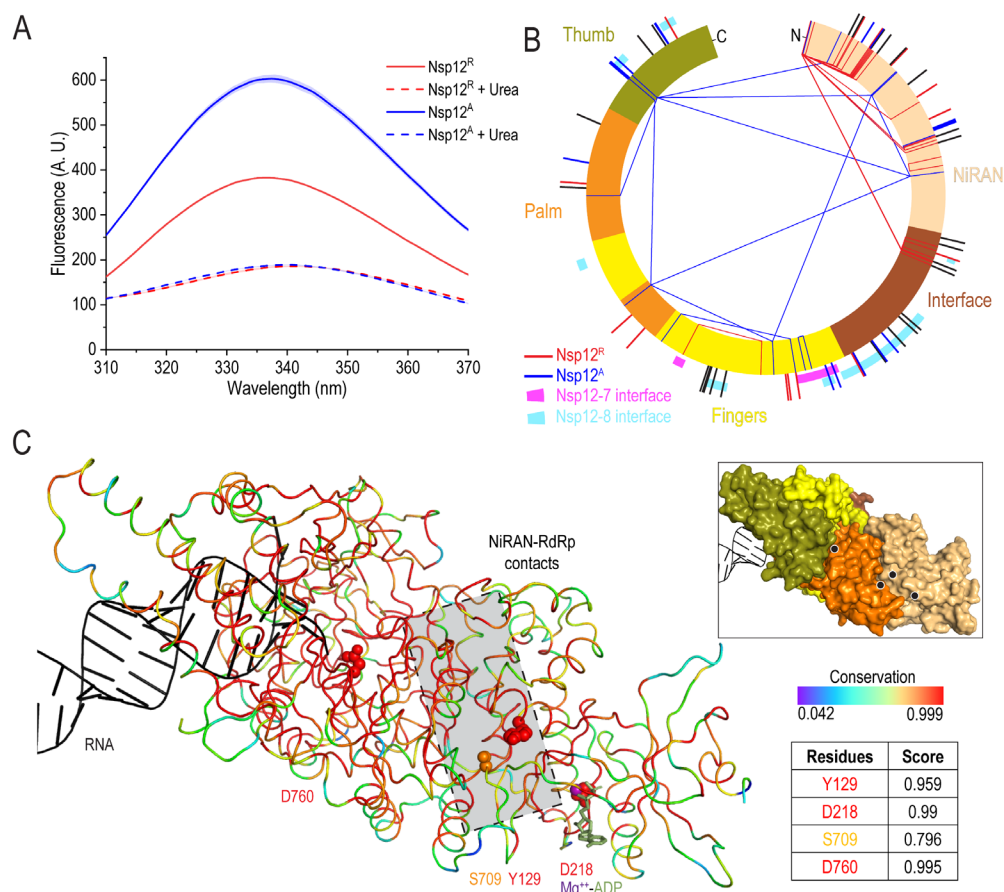 A
Fluorescence (A. U.)
600
500
400
300
200
100
0
310 320 330 340 350 360 370
Wavelength (nm)
Nsp12R
Nsp12R + Urea
Nsp12A
Nsp12A + Urea
B
Thumb
C
N
NiRAN
Palm
Interface
Fingers
Nsp12R
Nsp12A
Nsp12-7 interface
Nsp12-8 interface
C
NiRAN-RdRp
contacts
RNA
D760
S709 Y129
D218
Mg++-ADP
Conservation
0.042 0.999
Residues Score
Y129 0.959
D218 0.99
S709 0.796
D760 0.995